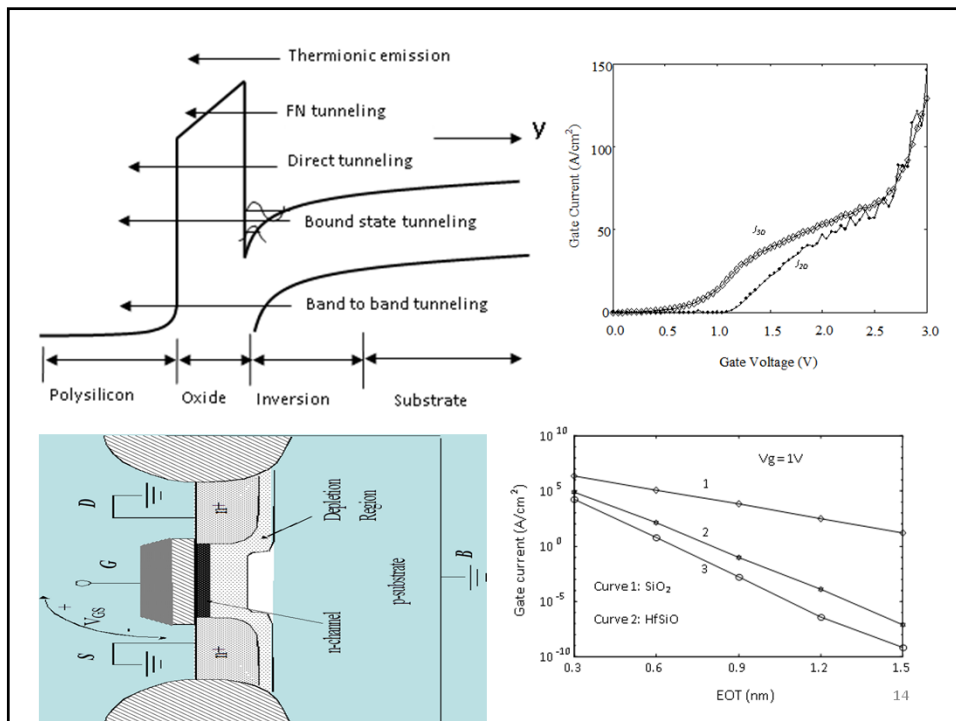 Thermionic emission
FN tunneling
y
Direct tunneling
Bound state tunneling
Band to band tunneling
Polysilicon
Oxide
Inversion
Substrate
150
100
50
0
Gate Current (A/cm²)
J3D
J2D
0.0 0.5 1.0 1.5 2.0 2.5 3.0
Gate Voltage (V)
D
G
S
+
VGS
-
n+
n+
Depletion
Region
n-channel
p-substrate
B
10^10
10^5
10^0
10^-5
10^-10
Gate current (A/cm²)
Vg = 1V
1
2
3
Curve 1: SiO₂
Curve 2: HfSiO
0.3 0.6 0.9 1.2 1.5
EOT (nm)
14